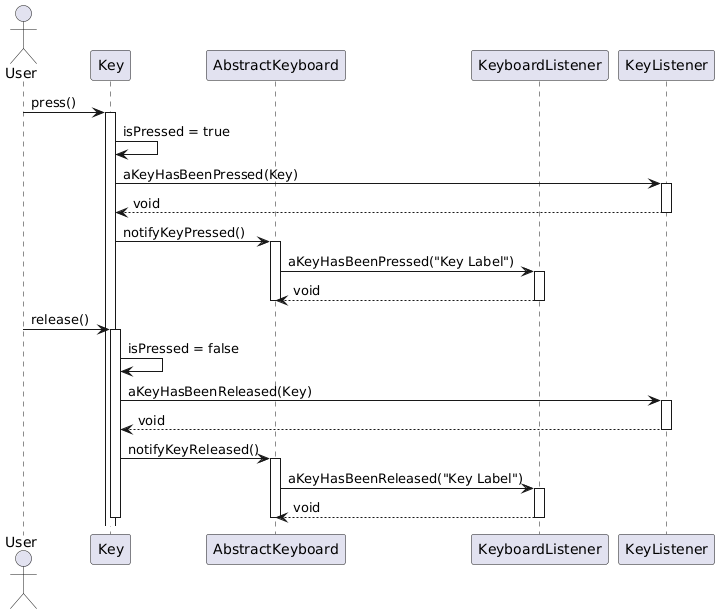 User
Key
AbstractKeyboard
KeyboardListener
KeyListener
press()
isPressed = true
aKeyHasBeenPressed(Key)
void
notifyKeyPressed()
aKeyHasBeenPressed("Key Label")
void
release()
isPressed = false
aKeyHasBeenReleased(Key)
void
notifyKeyReleased()
aKeyHasBeenReleased("Key Label")
void
User
Key
AbstractKeyboard
KeyboardListener
KeyListener